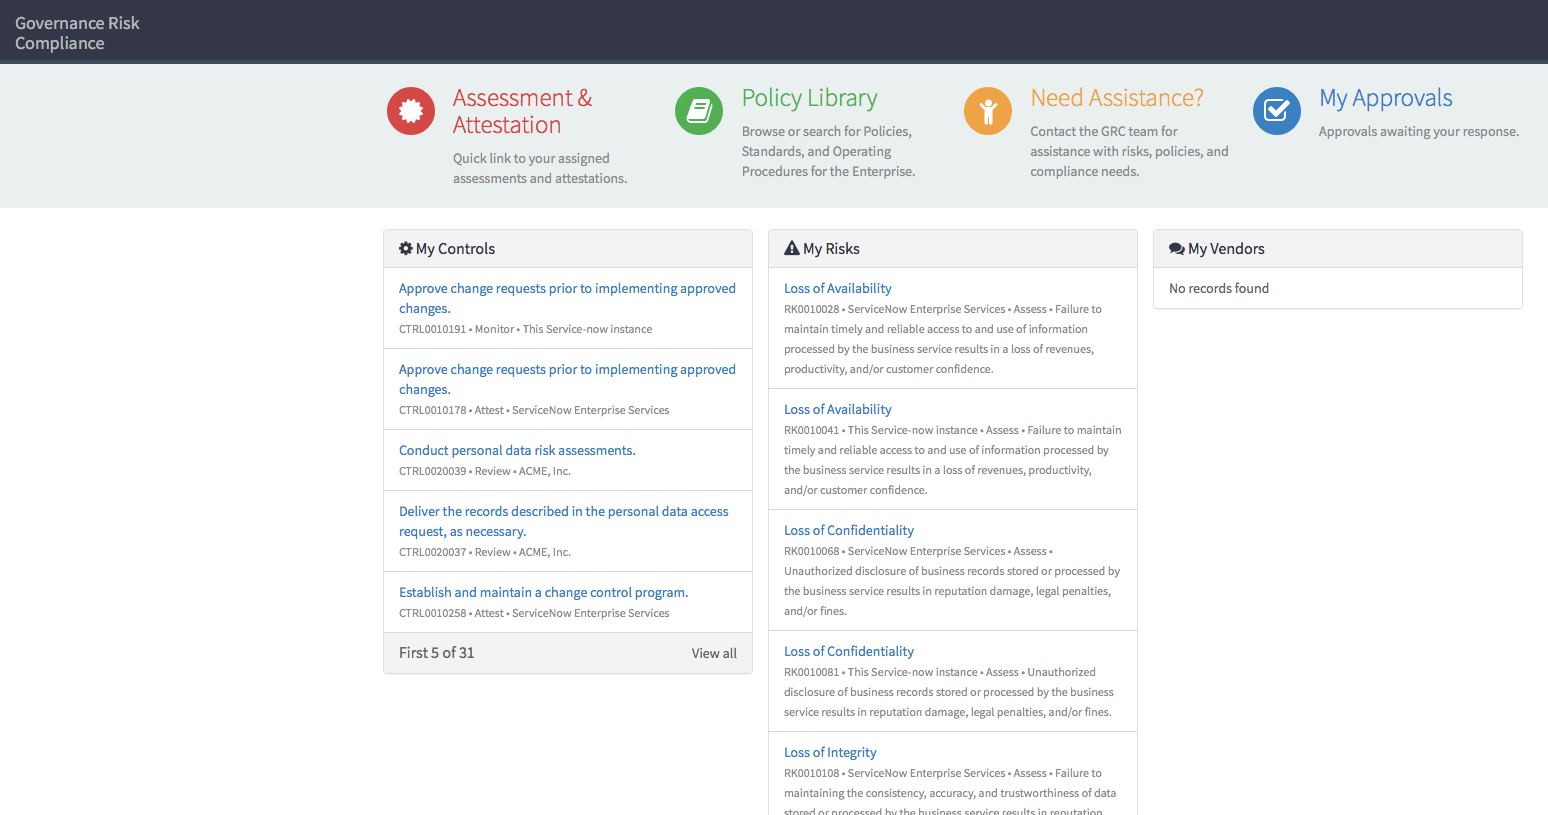 Governance Risk
Compliance
Assessment &
Attestation
Quick link to your assigned
assessments and attestations.
Policy Library
Browse or search for Policies,
Standards, and Operating
Procedures for the Enterprise.
Need Assistance?
Contact the GRC team for
assistance with risks, policies, and
compliance needs.
My Approvals
Approvals awaiting your response.
My Controls
Approve change requests prior to implementing approved
changes.
CTRL0010191 • Monitor • This Service-now instance
Approve change requests prior to implementing approved
changes.
CTRL0010178 • Attest • ServiceNow Enterprise Services
Conduct personal data risk assessments.
CTRL0020039 • Review • ACME, Inc.
Deliver the records described in the personal data access
request, as necessary.
CTRL0020037 • Review • ACME, Inc.
Establish and maintain a change control program.
CTRL0010258 • Attest • ServiceNow Enterprise Services
First 5 of 31
View all
My Risks
Loss of Availability
RK0010028 • ServiceNow Enterprise Services • Assess • Failure to
maintain timely and reliable access to and use of information
processed by the business service results in a loss of revenues,
productivity, and/or customer confidence.
Loss of Availability
RK0010041 • This Service-now instance • Assess • Failure to maintain
timely and reliable access to and use of information processed by
the business service results in a loss of revenues, productivity,
and/or customer confidence.
Loss of Confidentiality
RK0010068 • ServiceNow Enterprise Services • Assess •
Unauthorized disclosure of business records stored or processed by
the business service results in reputation damage, legal penalties,
and/or fines.
Loss of Confidentiality
RK0010081 • This Service-now instance • Assess • Unauthorized
disclosure of business records stored or processed by the business
service results in reputation damage, legal penalties, and/or fines.
Loss of Integrity
RK0010108 • ServiceNow Enterprise Services • Assess • Failure to
maintaining the consistency, accuracy, and trustworthiness of data
stored or processed by the business service results in reputation
My Vendors
No records found